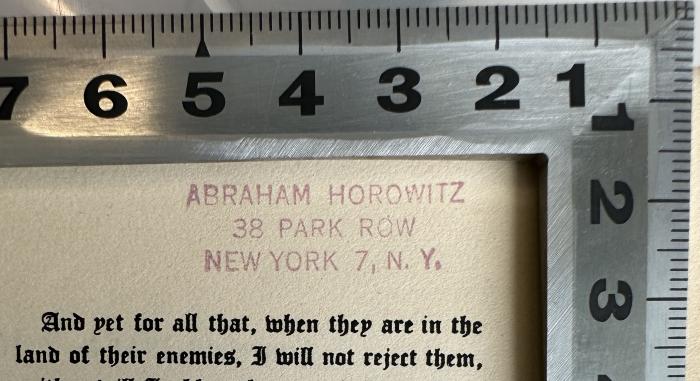 7 6 5 4 3 2 1
1
2
3
ABRAHAM HOROWITZ
38 PARK ROW
NEW YORK 7, N. Y.
And yet for all that, when they are in the
land of their enemies, I will not reject them,